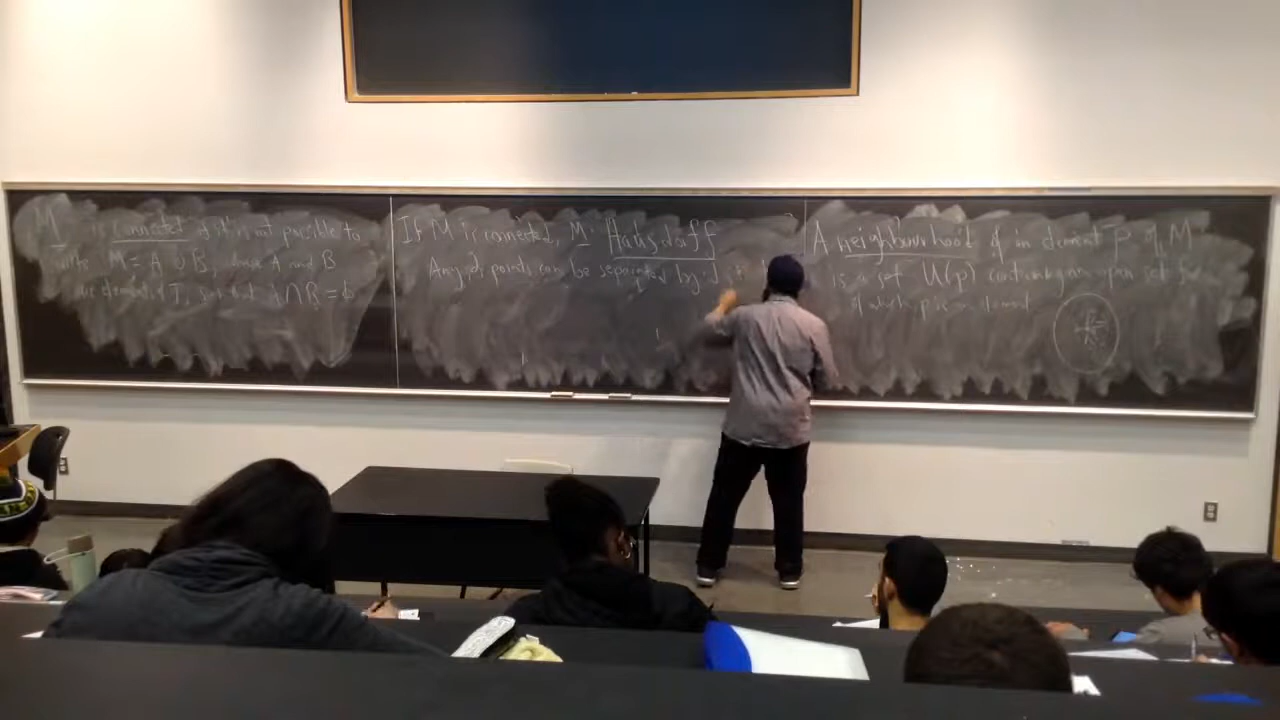 M is connected if it is not possible to
write M = A ∪ B, where A and B
are elements of T, such that A ∩ B = ϕ
If M is connected, M: Hausdorff
Any points can be separated by
A neighbourhood of an element P of M
is a set U(p) containing an open set
of which p is an element